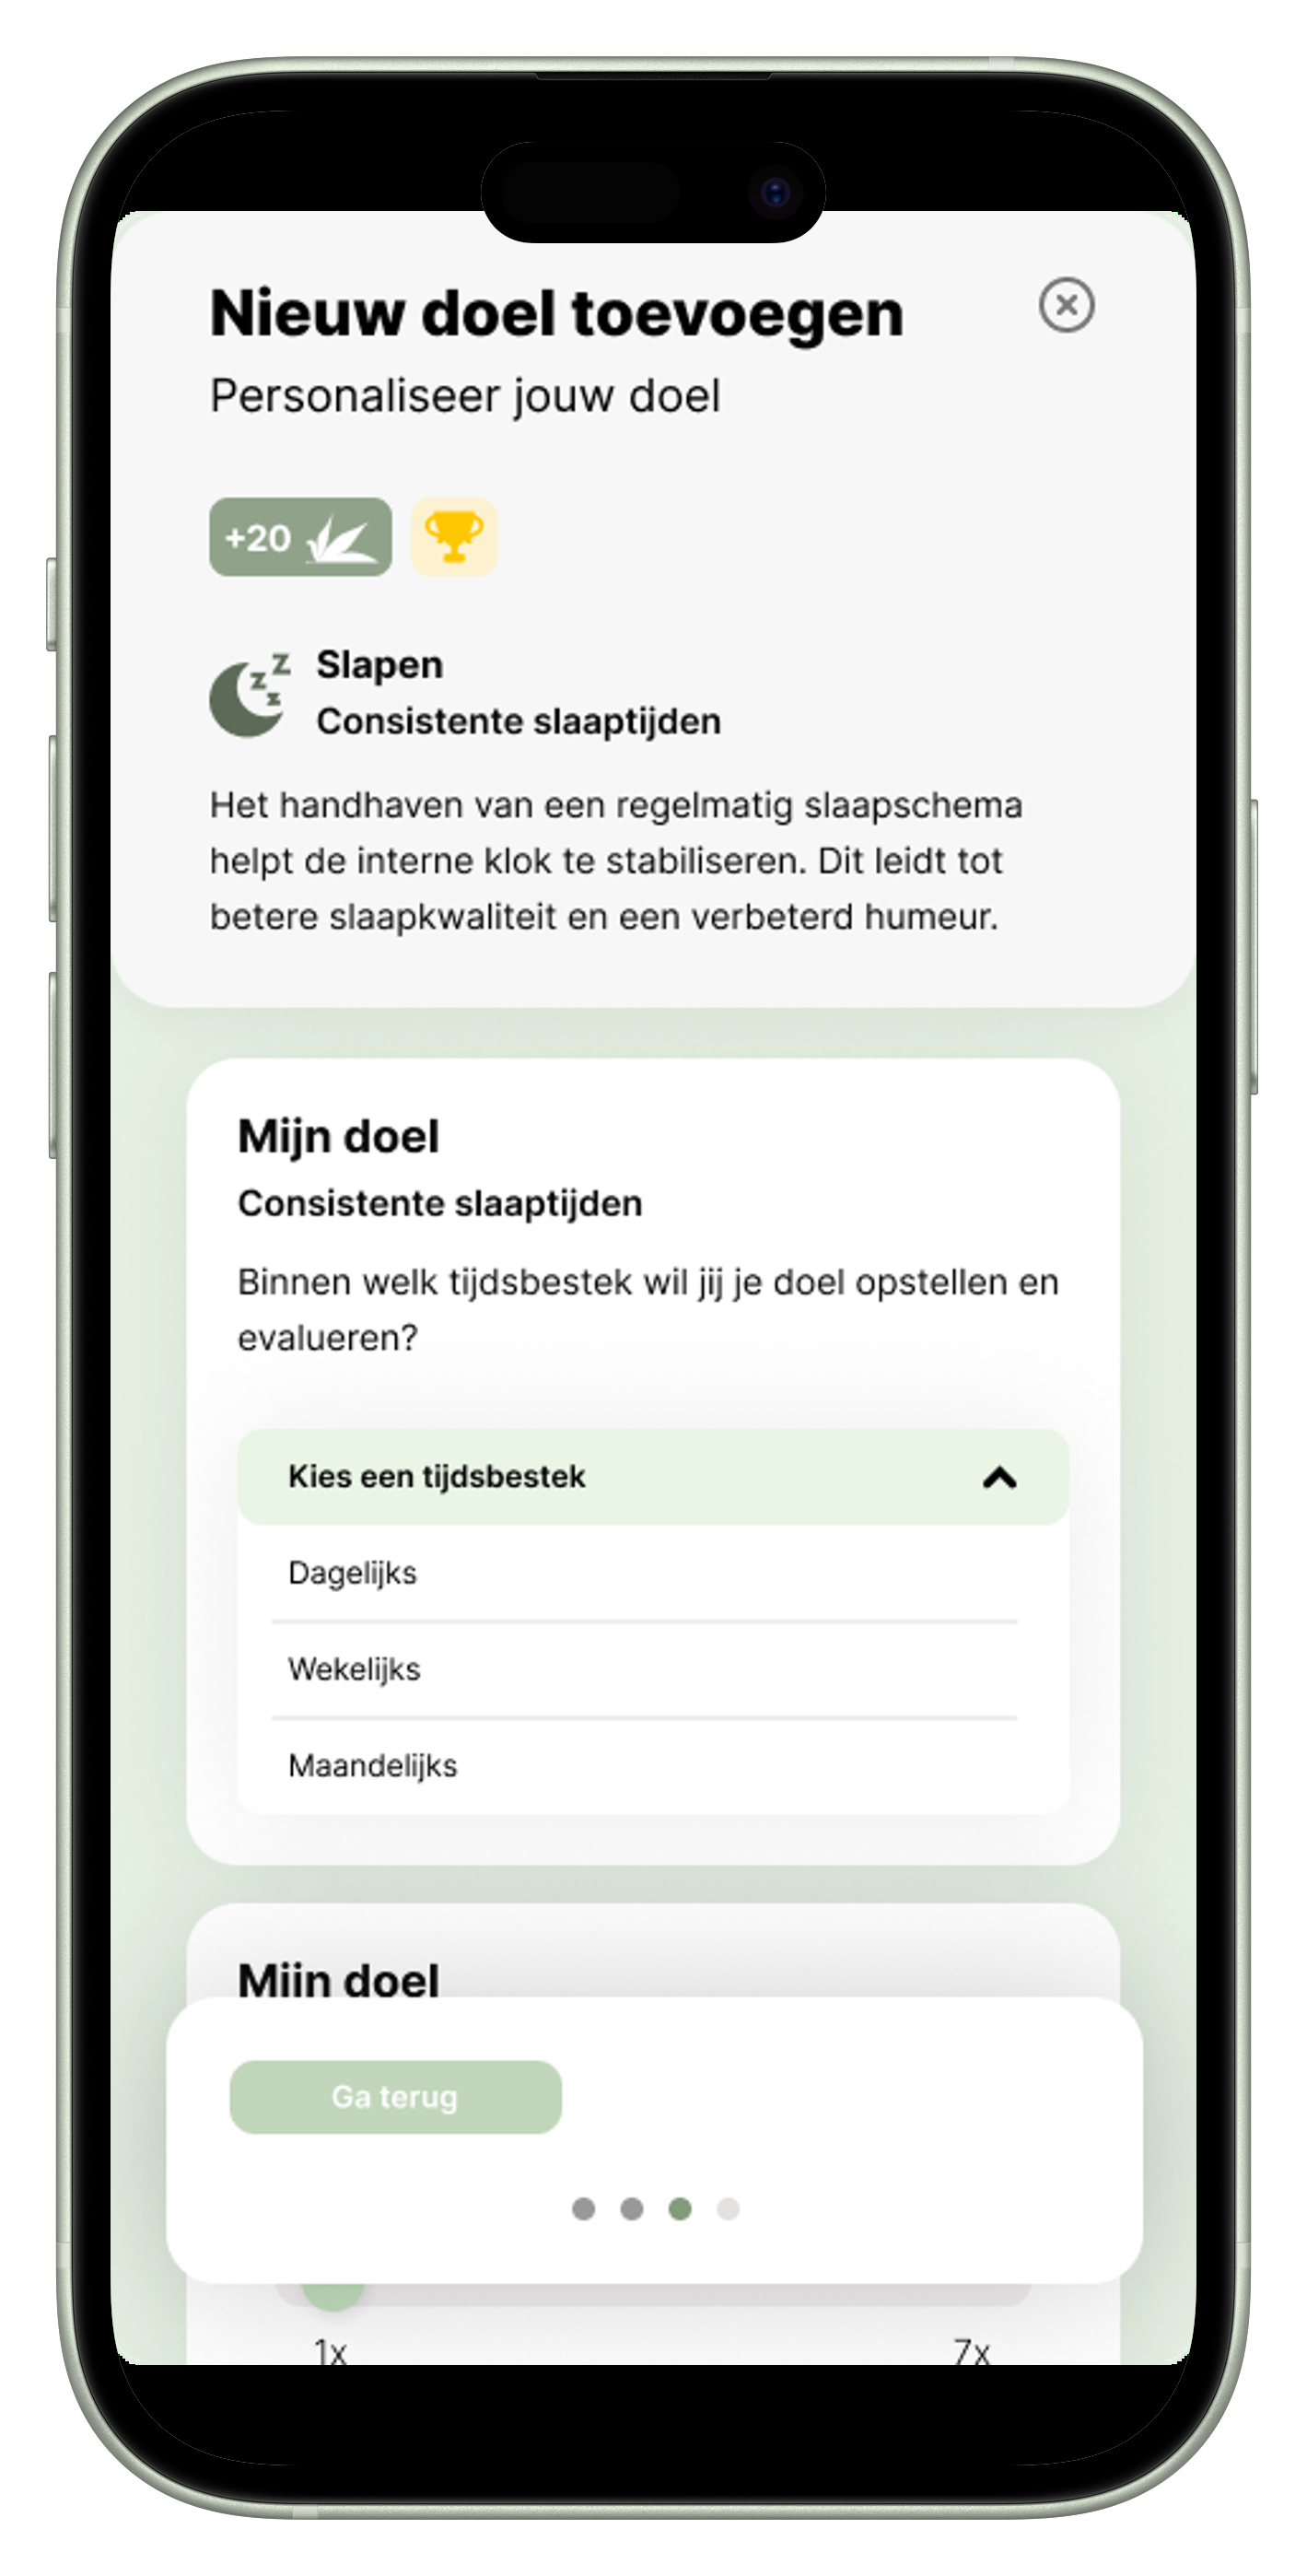 Nieuw doel toevoegen
Personaliseer jouw doel
+20
Slapen
Consistente slaaptijden
Het handhaven van een regelmatig slaapschema
helpt de interne klok te stabiliseren. Dit leidt tot
betere slaapkwaliteit en een verbeterd humeur.
Mijn doel
Consistente slaaptijden
Binnen welk tijdsbestek wil jij je doel opstellen en
evalueren?
Kies een tijdsbestek
Dagelijks
Wekelijks
Maandelijks
Mijn doel
Ga terug
1x 7x